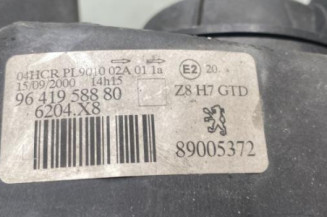 04HCR PL9010 02A 01 1a
15/09/2000 14h15
96 419 588 80
6204.X8
E2 20
Z8 H7 GTD
89005372